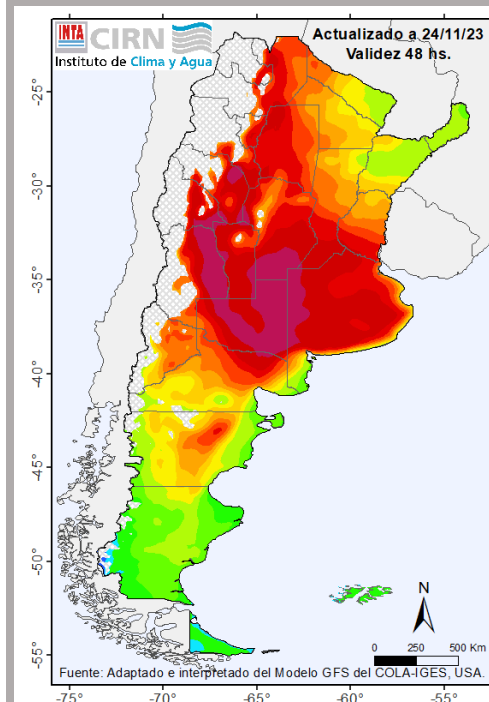 INTA CIRN
Instituto de Clima y Agua
Actualizado a 24/11/23
Validez 48 hs.
-25°
-30°
-35°
-40°
-45°
-50°
-55°
N
0 250 500 Km
Fuente: Adaptado e interpretado del Modelo GFS del COLA-IGES, USA.
-75° -70° -65° -60° -55°